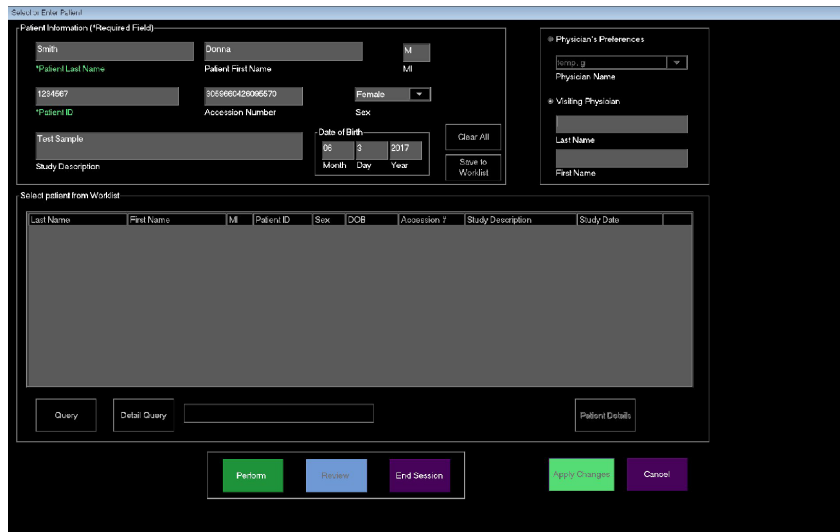 Select or Enter Patient
Patient Information (*Required Field)
Smith Donna M
*Patient Last Name Patient First Name MI
1234567 3059660426095570 Female
*Patient ID Accession Number Sex
Test Sample
Study Description
Date of Birth
06 3 2017
Month Day Year
Clear All
Save to
Worklist
Physician's Preferences
temp, g
Physician Name
Visiting Physician
Last Name
First Name
Select patient from Worklist
Last Name First Name MI Patient ID Sex DOB Accession # Study Description Study Date
Query Detail Query Patient Details
Perform Review End Session Apply Changes Cancel